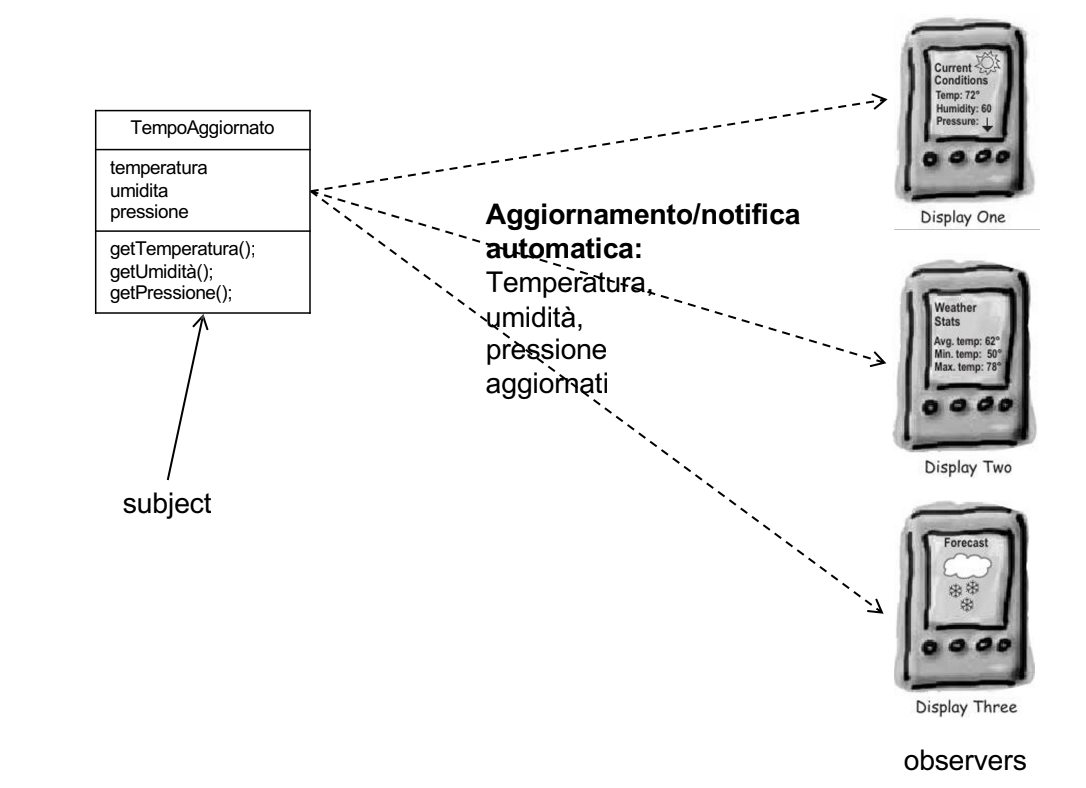 TempoAggiornato
temperatura
umidita
pressione
getTemperatura();
getUmidità();
getPressione();
subject
Aggiornamento/notifica
automatica:
Temperatura,
umidità,
pressione
aggiornati
Current
Conditions
Temp: 72°
Humidity: 60
Pressure:
Display One
Weather
Stats
Avg. temp: 62°
Min. temp: 50°
Max. temp: 78°
Display Two
Forecast
Display Three
observers